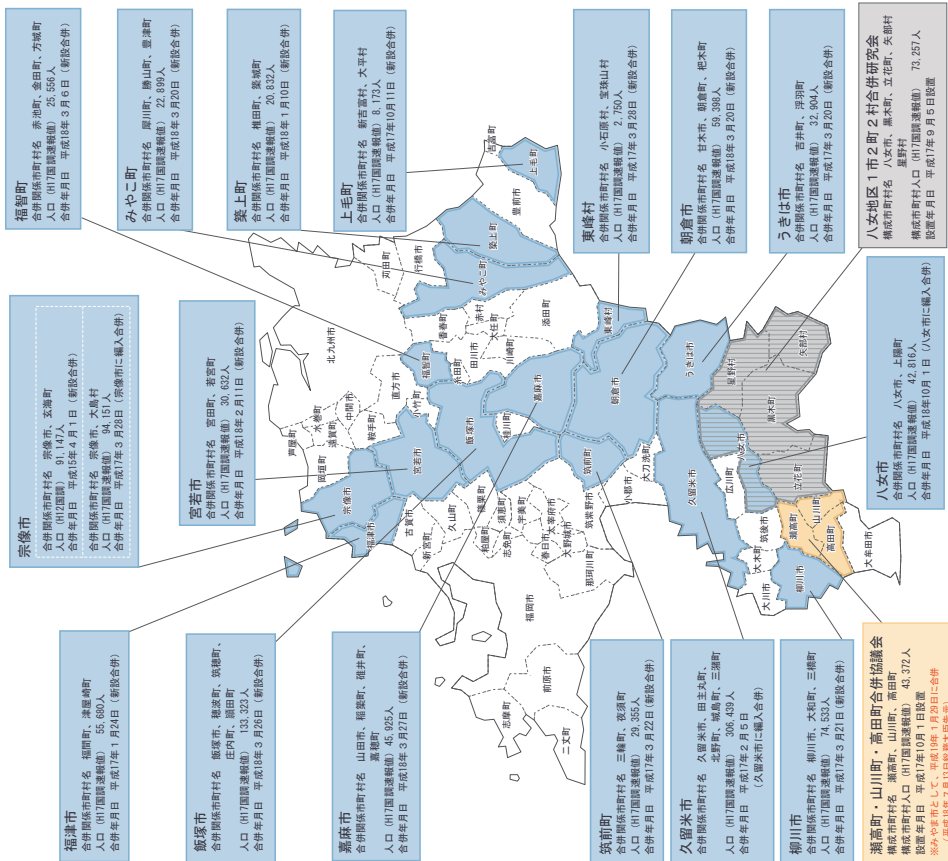 宗像市
合併関係市町村名　宗像市、玄海町
人口（H12国調）　91,147人
合併年月日　平成15年４月１日（新設合併）
合併関係市町村名　宗像市、大島村
人口（H17国調速報値）　94,151人
合併年月日　平成17年３月28日（宗像市に編入合併）
宮若市
合併関係市町村名　宮田町、若宮町
人口（H17国調速報値）　30,632人
合併年月日　平成18年２月11日（新設合併）
福智町
合併関係市町村名　赤池町、金田町、方城町
人口（H17国調速報値）　25,556人
合併年月日　平成18年３月６日（新設合併）
みやこ町
合併関係市町村名　犀川町、勝山町、豊津町
人口（H17国調速報値）　22,899人
合併年月日　平成18年３月20日（新設合併）
築上町
合併関係市町村名　椎田町、築城町
人口（H17国調速報値）　20,832人
合併年月日　平成18年１月10日（新設合併）
上毛町
合併関係市町村名　新吉富村、大平村
人口（H17国調速報値）8,173人
合併年月日　平成17年10月11日（新設合併）
東峰村
合併関係市町村名　小石原村、宝珠山村
人口（H17国調速報値）　2,750人
合併年月日　平成17年３月28日（新設合併）
朝倉市
合併関係市町村名　甘木市、朝倉町、杷木町
人口（H17国調速報値）　59,398人
合併年月日　平成18年３月20日（新設合併）
うきは市
合併関係市町村名　吉井町、浮羽町
人口（H17国調速報値）　32,904人
合併年月日　平成17年３月20日（新設合併）
八女地区１市２町２村合併研究会
構成市町村名　八女市、黒木町、立花町、矢部村
星野村
構成市町村人口（H17国調速報値）　73,257人
設置年月日　平成17年９月５日設置
八女市
合併関係市町村名　八女市、上陽町
人口（H17国調速報値）　42,816人
合併年月日　平成18年10月１日（八女市に編入合併）
福津市
合併関係市町村名　福間町、津屋崎町
人口（H17国調速報値）　55,680人
合併年月日　平成17年１月24日（新設合併）
飯塚市
合併関係市町村名　飯塚市、穂波町、筑穂町、
庄内町、頴田町
人口（H17国調速報値）　133,323人
合併年月日　平成18年３月26日（新設合併）
嘉麻市
合併関係市町村名　山田市、稲築町、碓井町、
嘉穂町
人口（H17国調速報値）45,925人
合併年月日　平成18年３月27日（新設合併）
筑前町
合併関係市町村名　三輪町、夜須町
人口（H17国調速報値）　29,355人
合併年月日　平成17年３月22日（新設合併）
久留米市
合併関係市町村名　久留米市、田主丸町、
北野町、城島町、三潴町
人口（H17国調速報値）　306,439人
合併年月日　平成17年２月５日
（久留米市に編入合併）
柳川市
合併関係市町村名　柳川市、大和町、三橋町
人口（H17国調速報値）　74,533人
合併年月日　平成17年３月21日（新設合併）
瀬高町・山川町・高田町合併協議会
構成市町村名　瀬高町、山川町、高田町
構成市町村人口（H17国調速報値）　43,372人
設置年月日　平成17年10月１日設置
※みやま市として、平成19年１月29日に合併
北九州市
芦屋町
水巻町
岡垣町
遠賀町
中間市
鞍手町
宗像市
福津市
古賀市
宮若市
直方市
小竹町
福智町
香春町
苅田町
行橋市
みやこ町
築上町
豊前市
吉富町
上毛町
赤村
大任町
田川市
糸田町
川崎町
添田町
飯塚市
桂川町
嘉麻市
新宮町
久山町
篠栗町
粕屋町
須恵町
志免町
宇美町
福岡市
太宰府市
春日市
大野城市
那珂川町
筑紫野市
志摩町
前原市
二丈町
筑前町
東峰村
朝倉市
小郡市
大刀洗町
久留米市
うきは市
広川町
八女市
星野村
矢部村
黒木町
立花町
筑後市
大木町
大川市
柳川市
瀬高町
山川町
高田町
大牟田市